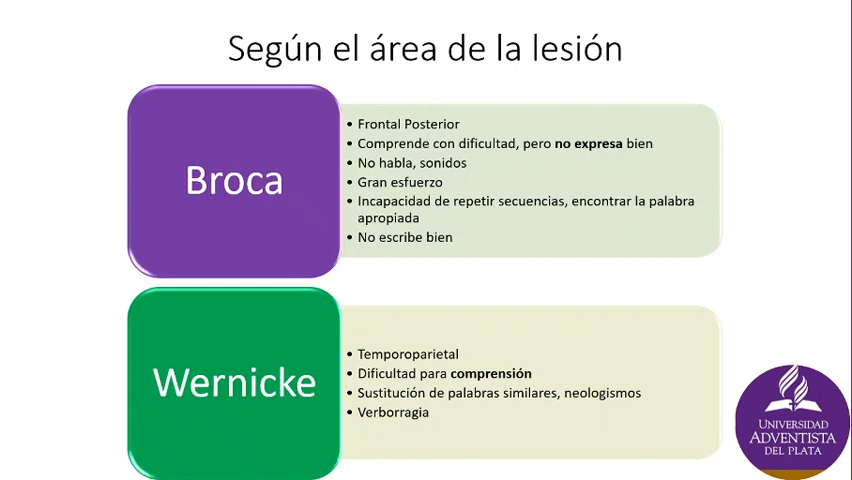 Según el área de la lesión
Broca
• Frontal Posterior
• Comprende con dificultad, pero no expresa bien
• No habla, sonidos
• Gran esfuerzo
• Incapacidad de repetir secuencias, encontrar la palabra
apropiada
• No escribe bien
Wernicke
• Temporoparietal
• Dificultad para comprensión
• Sustitución de palabras similares, neologismos
• Verborragia
UNIVERSIDAD
ADVENTISTA
DEL PLATA